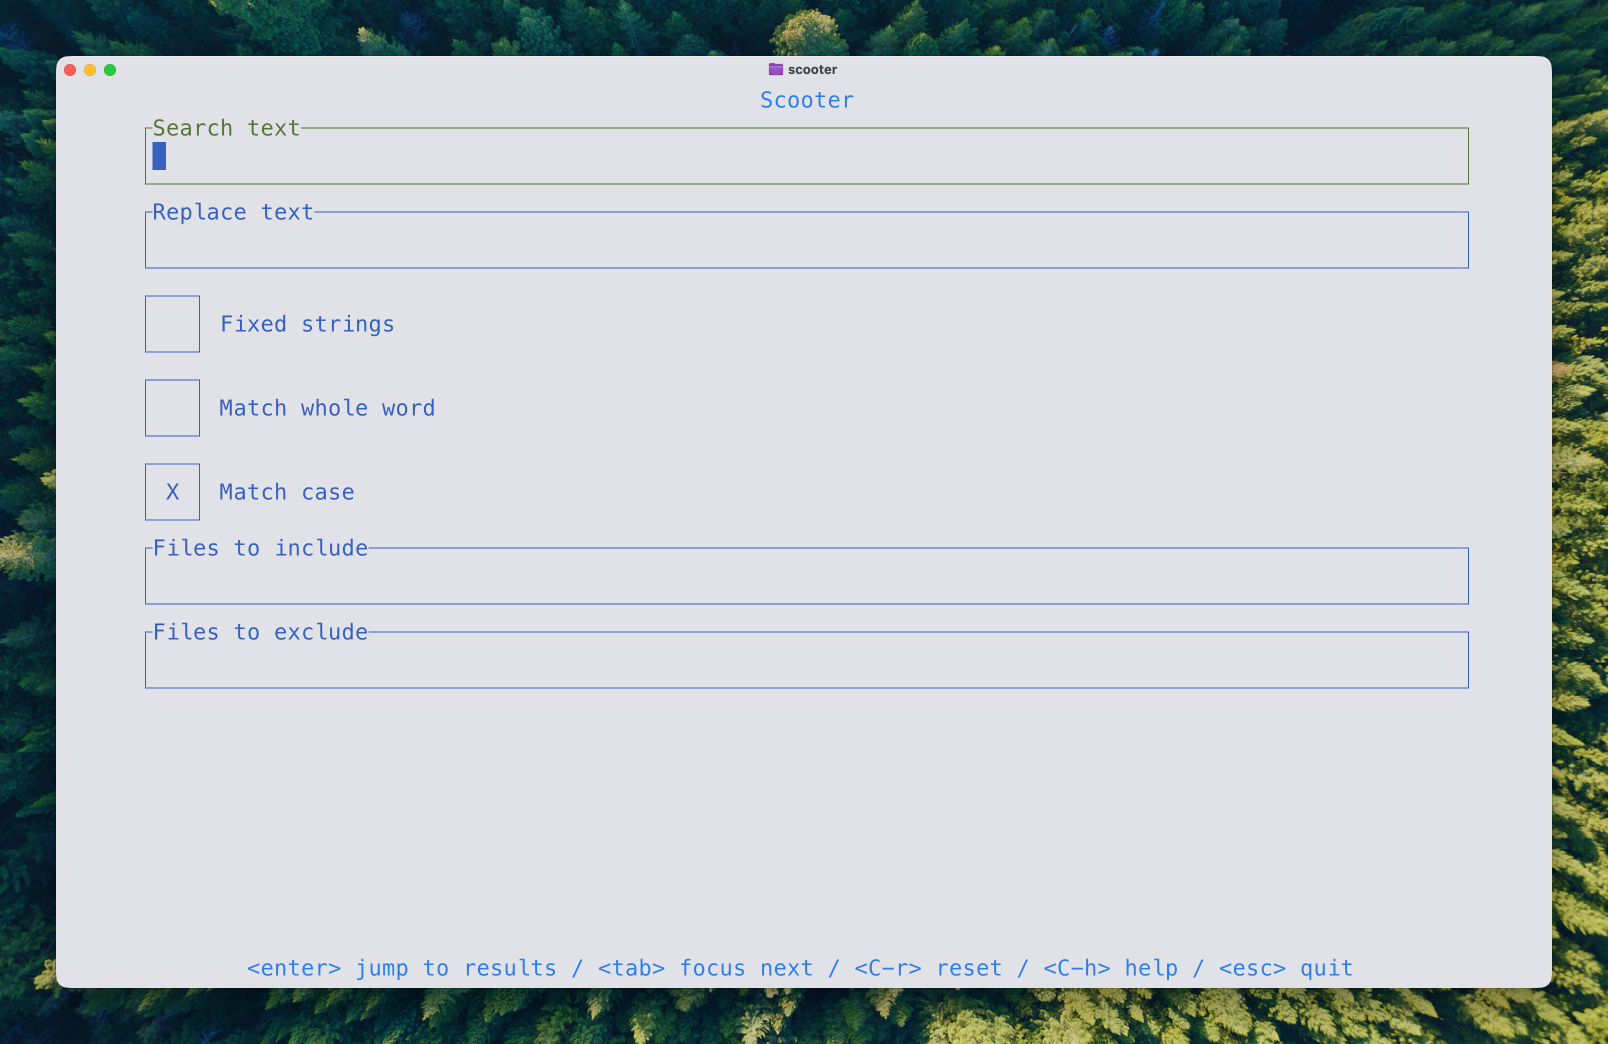 scooter
Scooter
Search text
Replace text
Fixed strings
Match whole word
X Match case
Files to include
Files to exclude
<enter> jump to results / <tab> focus next / <C-r> reset / <C-h> help / <esc> quit